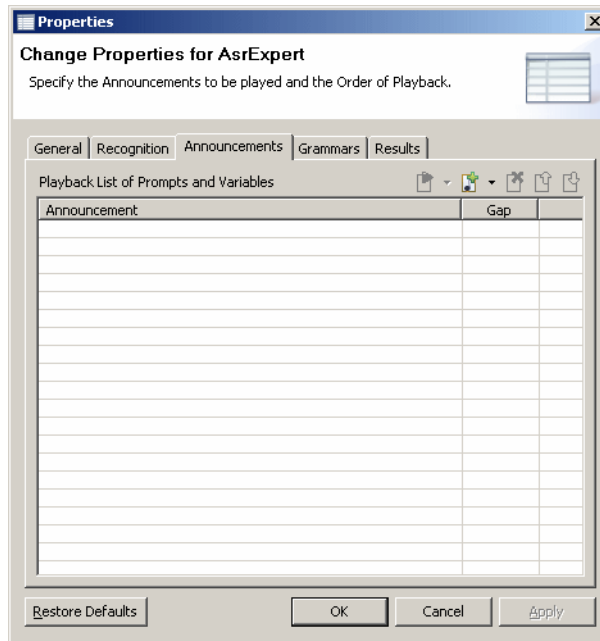 Properties
Change Properties for AsrExpert
Specify the Announcements to be played and the Order of Playback.
General Recognition Announcements Grammars Results
Playback List of Prompts and Variables
Announcement Gap
Restore Defaults OK Cancel Apply